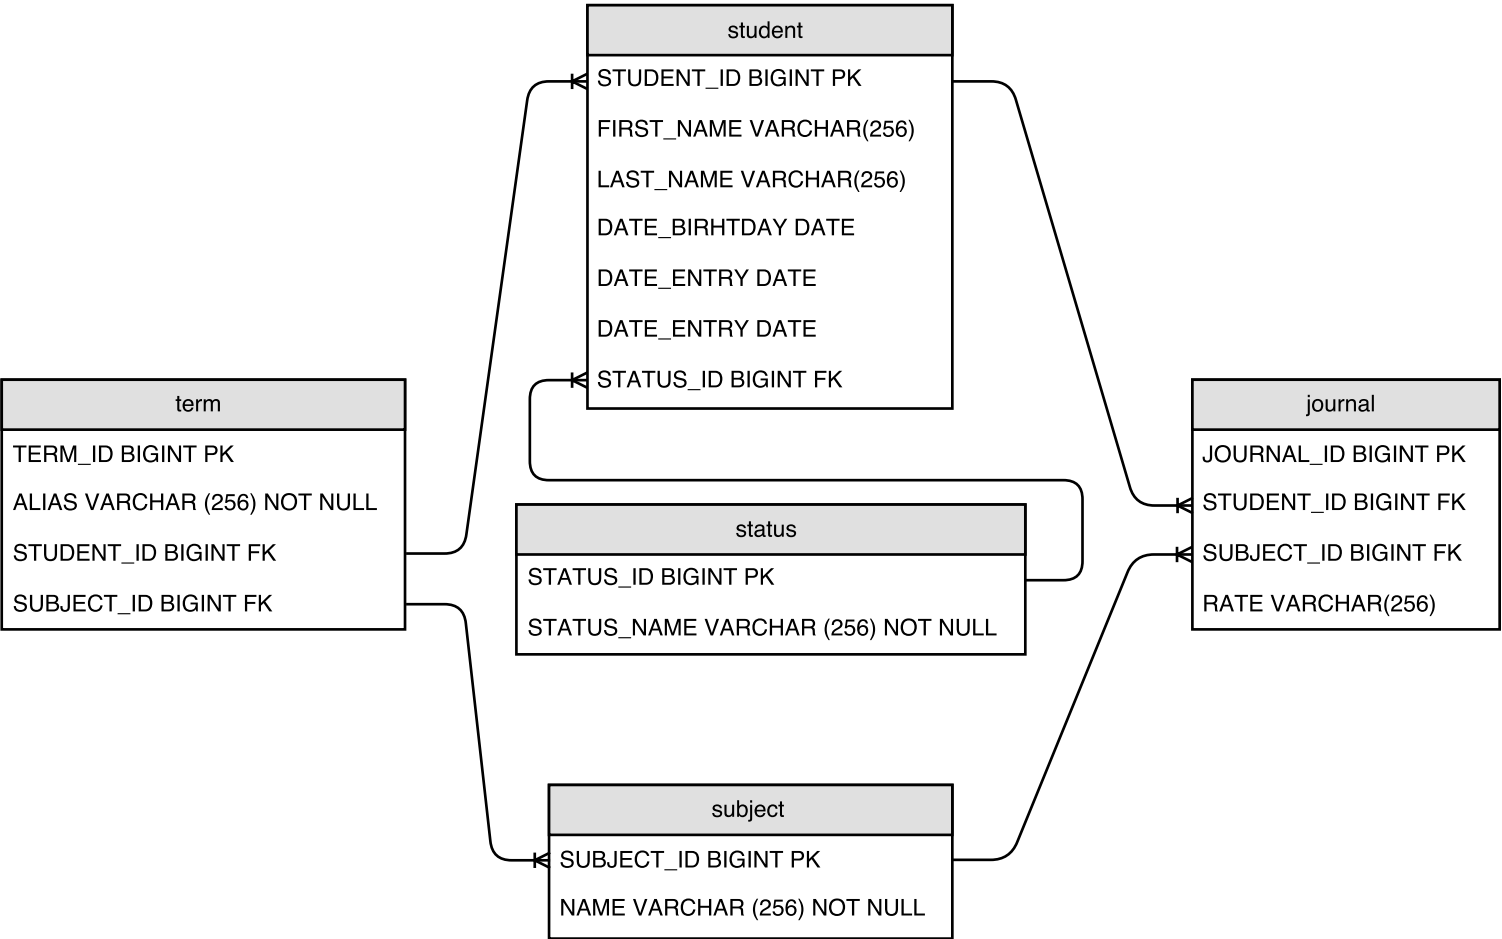 student
STUDENT_ID BIGINT PK
FIRST_NAME VARCHAR(256)
LAST_NAME VARCHAR(256)
DATE_BIRHTDAY DATE
DATE_ENTRY DATE
DATE_ENTRY DATE
STATUS_ID BIGINT FK
term
TERM_ID BIGINT PK
ALIAS VARCHAR (256) NOT NULL
STUDENT_ID BIGINT FK
SUBJECT_ID BIGINT FK
status
STATUS_ID BIGINT PK
STATUS_NAME VARCHAR (256) NOT NULL
journal
JOURNAL_ID BIGINT PK
STUDENT_ID BIGINT FK
SUBJECT_ID BIGINT FK
RATE VARCHAR(256)
subject
SUBJECT_ID BIGINT PK
NAME VARCHAR (256) NOT NULL